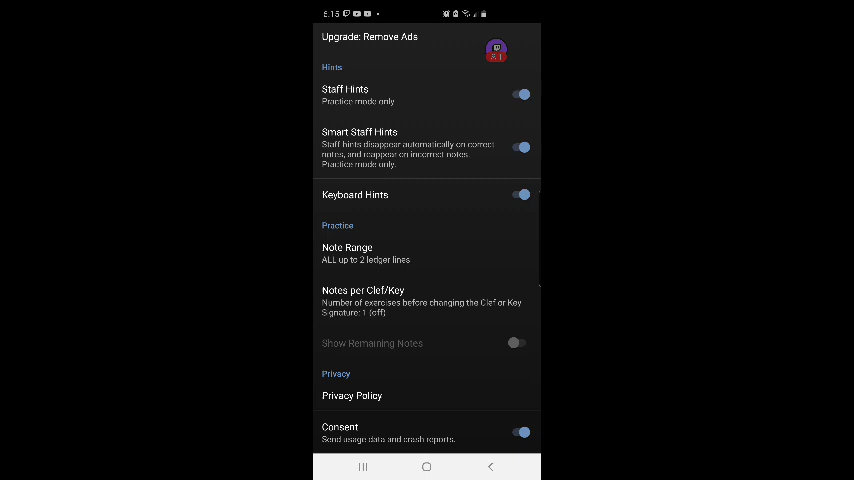 6:15
Upgrade: Remove Ads
Hints
Staff Hints
Practice mode only
Smart Staff Hints
Staff hints disappear automatically on correct
notes, and reappear on incorrect notes.
Practice mode only.
Keyboard Hints
Practice
Note Range
ALL up to 2 ledger lines
Notes per Clef/Key
Number of exercises before changing the Clef or Key
Signature: 1 (off)
Show Remaining Notes
Privacy
Privacy Policy
Consent
Send usage data and crash reports.